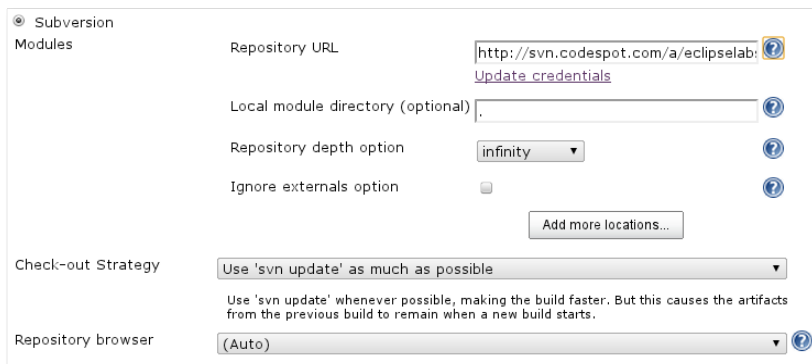 Subversion
Modules
Repository URL
http://svn.codespot.com/a/eclipselabs
Update credentials
Local module directory (optional)
.
Repository depth option
infinity
Ignore externals option
Add more locations...
Check-out Strategy
Use 'svn update' as much as possible
Use 'svn update' whenever possible, making the build faster. But this causes the artifacts
from the previous build to remain when a new build starts.
Repository browser
(Auto)